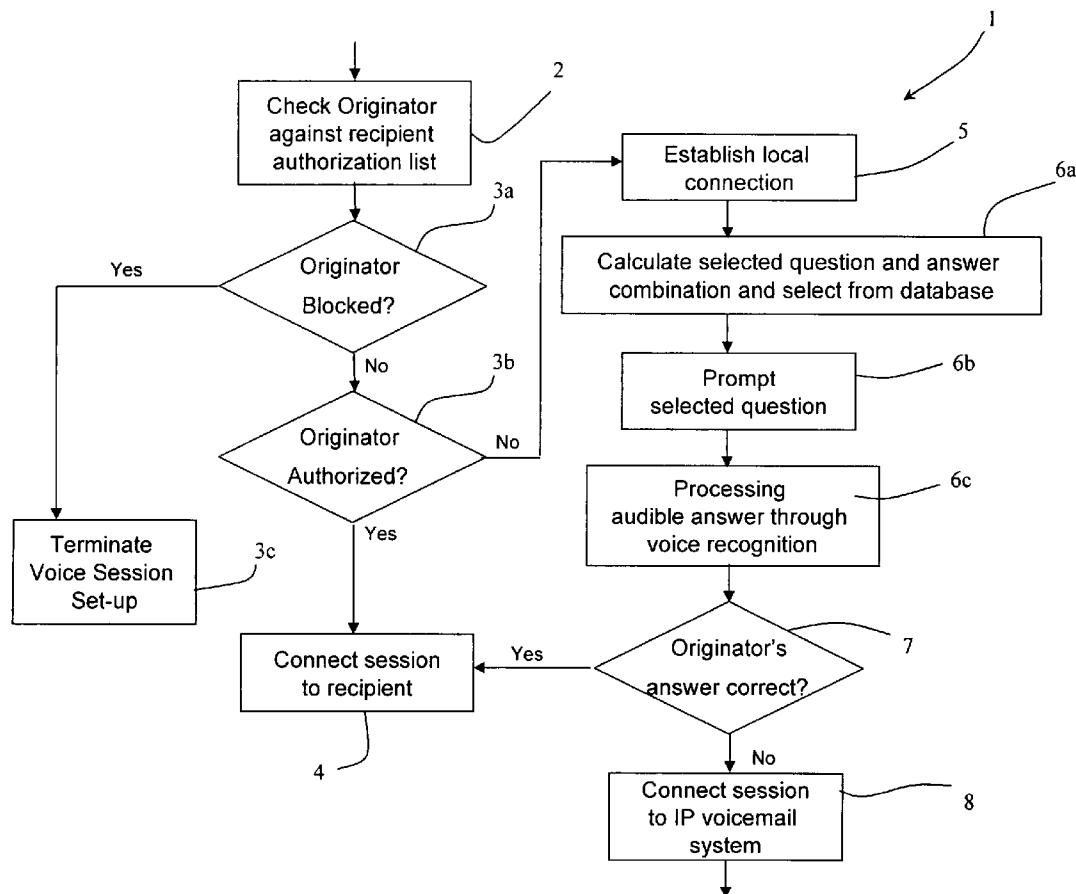 1
2
Check Originator
against recipient
authorization list
3a
Originator
Blocked?
Yes
No
3b
Originator
Authorized?
No
Yes
Terminate
Voice Session
Set-up
3c
Connect session
to recipient
4
5
Establish local
connection
6a
Calculate selected question and answer
combination and select from database
6b
Prompt
selected question
6c
Processing
audible answer through
voice recognition
7
Originator's
answer correct?
Yes
No
Connect session
to IP voicemail
system
8